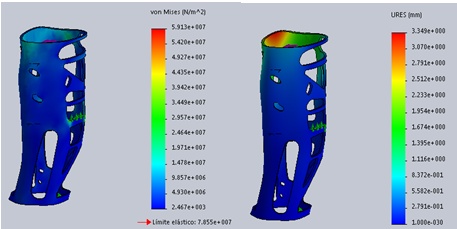 von Mises (N/m^2)
5.913e+007
5.420e+007
4.927e+007
4.435e+007
3.942e+007
3.449e+007
2.957e+007
2.464e+007
1.971e+007
1.478e+007
9.857e+006
4.930e+006
2.467e+003
Límite elástico: 7.855e+007
URES (mm)
3.349e+000
3.070e+000
2.791e+000
2.512e+000
2.233e+000
1.954e+000
1.674e+000
1.395e+000
1.116e+000
8.372e-001
5.582e-001
2.791e-001
1.000e-030